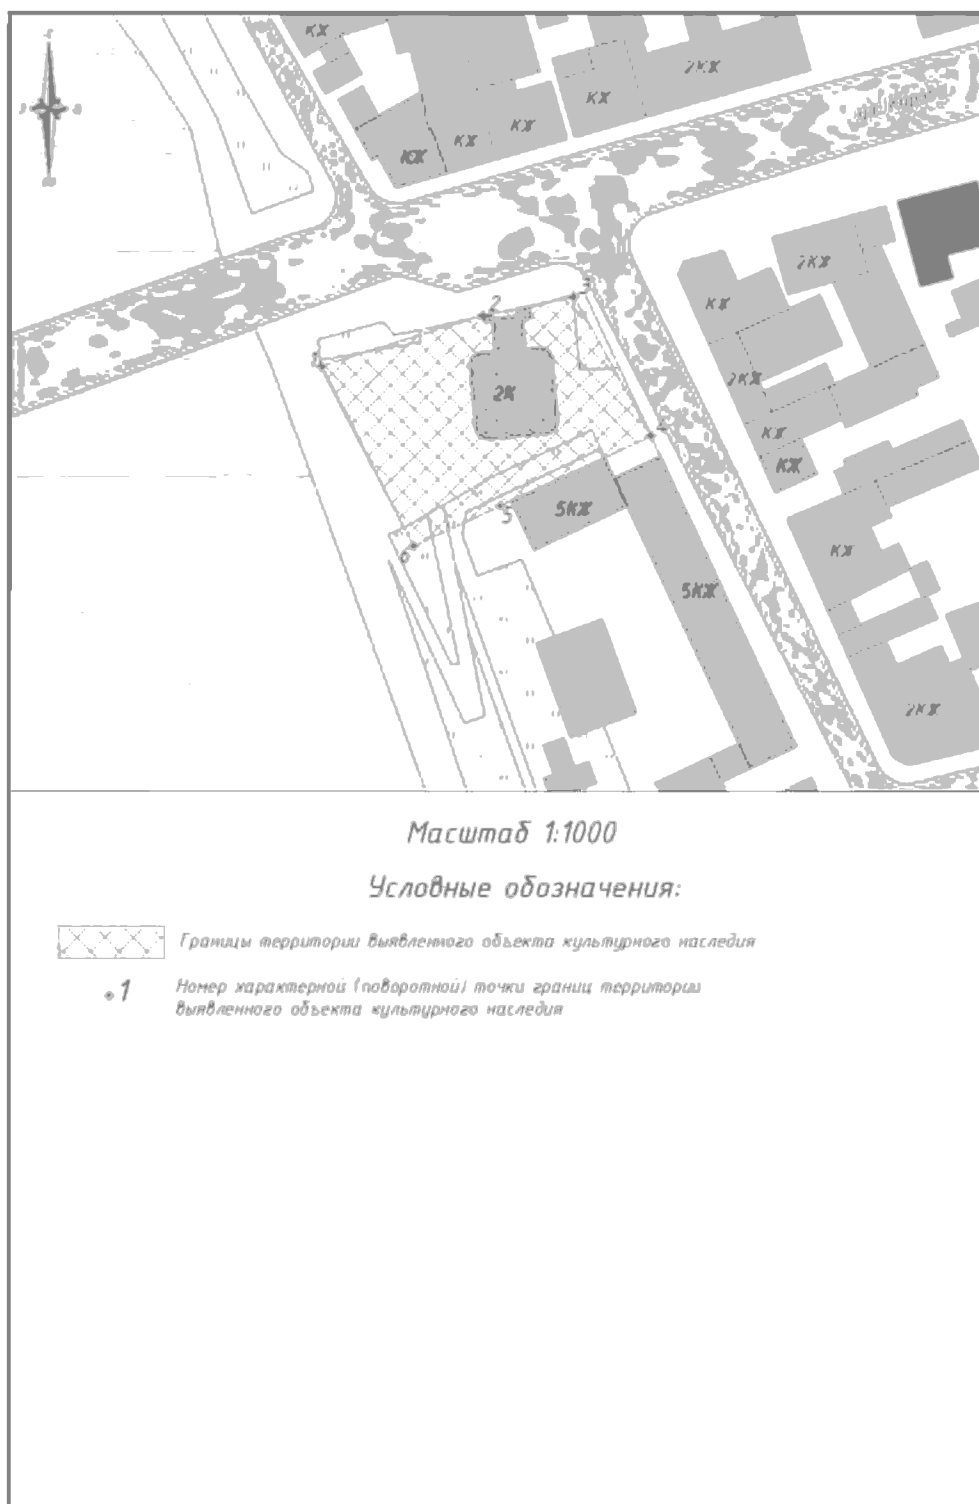 КЖ
2КЖ
КЖ
КЖ
КЖ
КЖ
2КЖ
КЖ
3
2
1
2КЖ
2К
4
КЖ
КЖ
5
5КЖ
КЖ
6
5КЖ
2КЖ
Масштаб 1:1000
Условные обозначения:
Границы территории выявленного объекта культурного наследия
1
Номер характерной (поворотной) точки границ территории
выявленного объекта культурного наследия